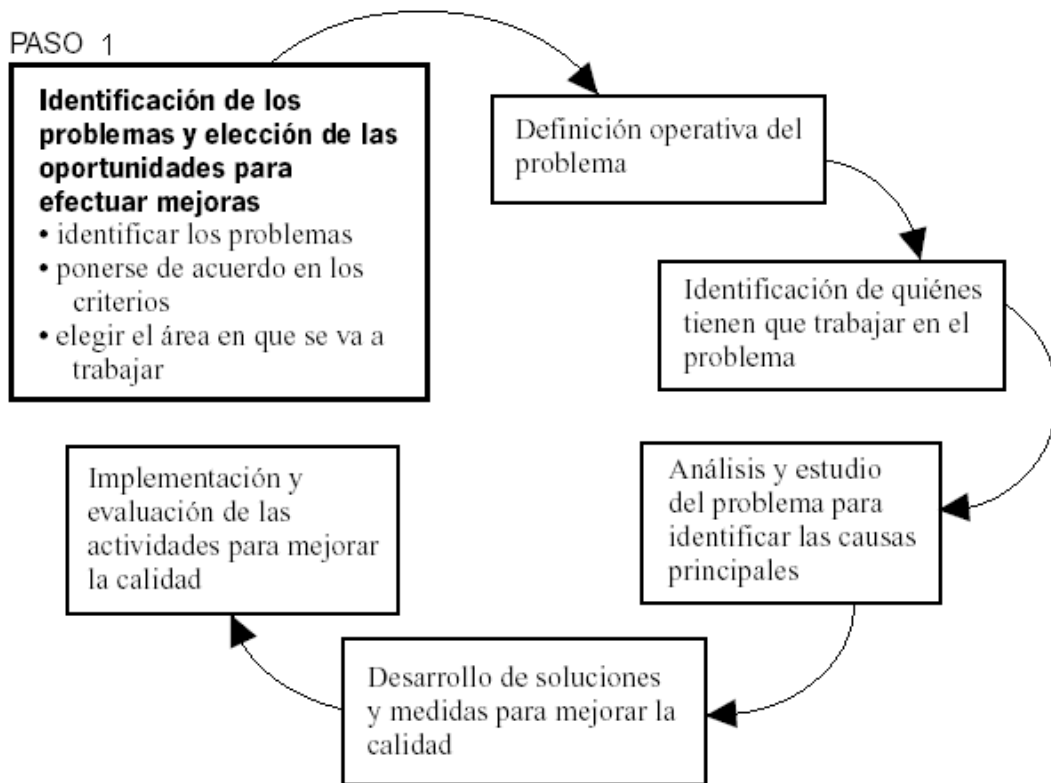 PASO 1
Identificación de los
problemas y elección de las
oportunidades para
efectuar mejoras
• identificar los problemas
• ponerse de acuerdo en los
criterios
• elegir el área en que se va a
trabajar
Definición operativa del
problema
Identificación de quiénes
tienen que trabajar en el
problema
Análisis y estudio
del problema para
identificar las causas
principales
Desarrollo de soluciones
y medidas para mejorar la
calidad
Implementación y
evaluación de las
actividades para mejorar
la calidad